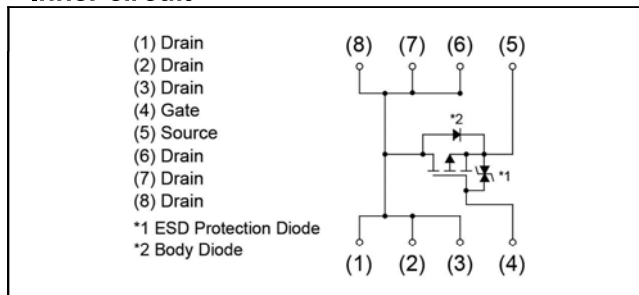 Inner circuit
(1) Drain
(2) Drain
(3) Drain
(4) Gate
(5) Source
(6) Drain
(7) Drain
(8) Drain
*1 ESD Protection Diode
*2 Body Diode
(8) (7) (6) (5)
*2
*1
(1) (2) (3) (4)